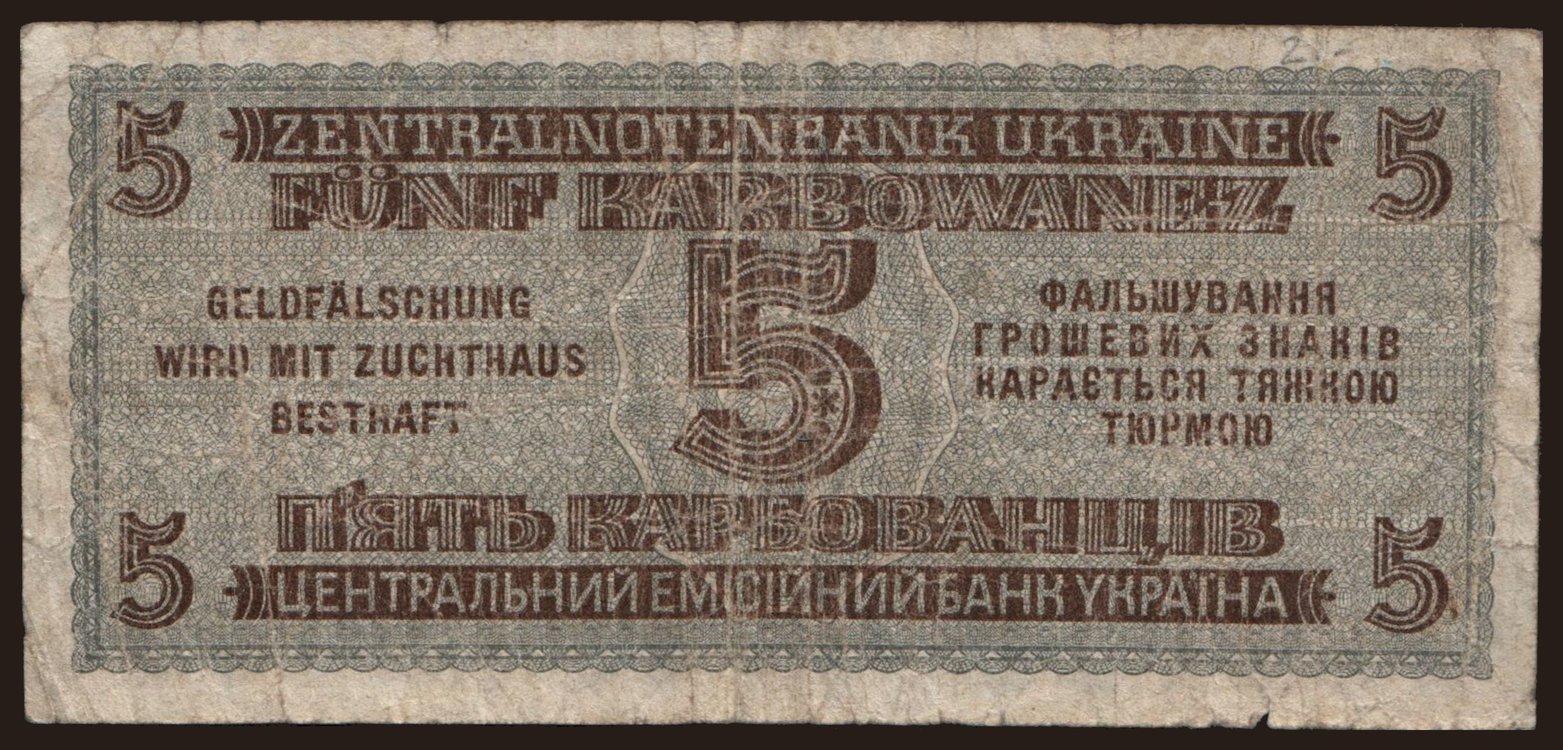 2 -
5 ZENTRALNOTENBANK UKRAINE 5
FÜNF KARBOWANEZ
5
GELDFÄLSCHUNG
WIRD MIT ZUCHTHAUS
BESTRAFT
ФАЛЬШУВАННЯ
ГРОШЕВИХ ЗНАКІВ
КАРАЄТЬСЯ ТЯЖКОЮ
ТЮРМОЮ
П'ЯТЬ КАРБОВАНЦІВ
5 ЦЕНТРАЛЬНИЙ ЕМІСІЙНИЙ БАНК УКРАЇНА 5